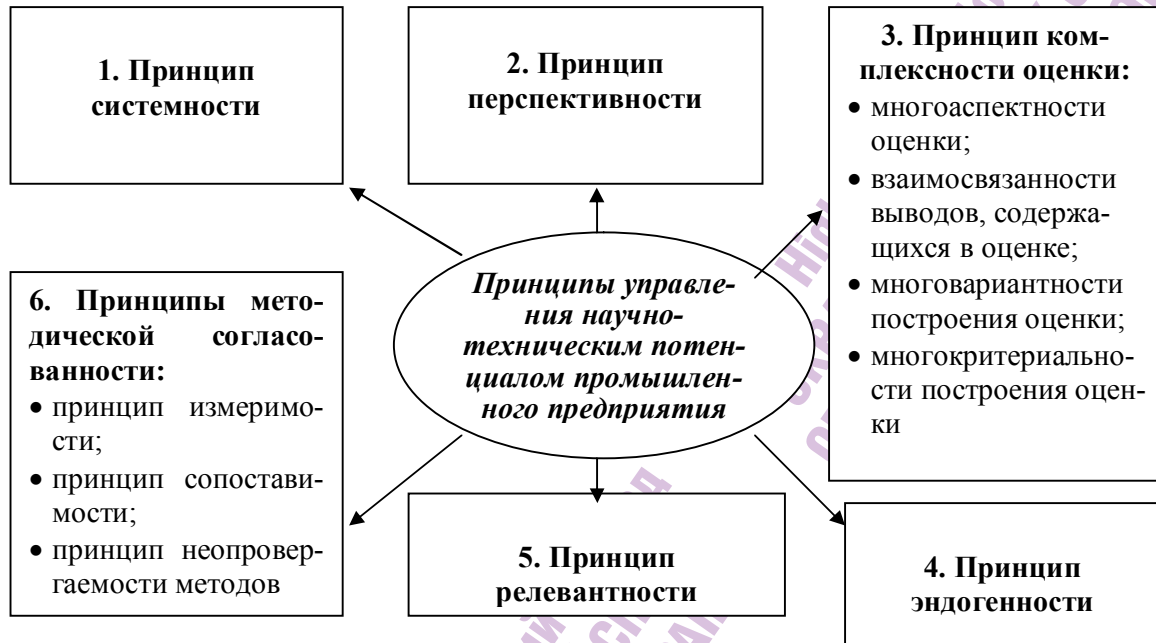 1. Принцип
системности
2. Принцип
перспективности
3. Принцип ком-
плексности оценки:
• многоаспектности
оценки;
• взаимосвязанности
выводов, содержа-
щихся в оценке;
• многовариантности
построения оценки;
• многокритериально-
сти построения оцен-
ки
Принципы управле-
ния научно-
техническим потен-
циалом промышлен-
ного предприятия
6. Принципы мето-
дической согласо-
ванности:
• принцип измеримо-
сти;
• принцип сопостави-
мости;
• принцип неопровер-
гаемости методов
5. Принцип
релевантности
4. Принцип
эндогенности